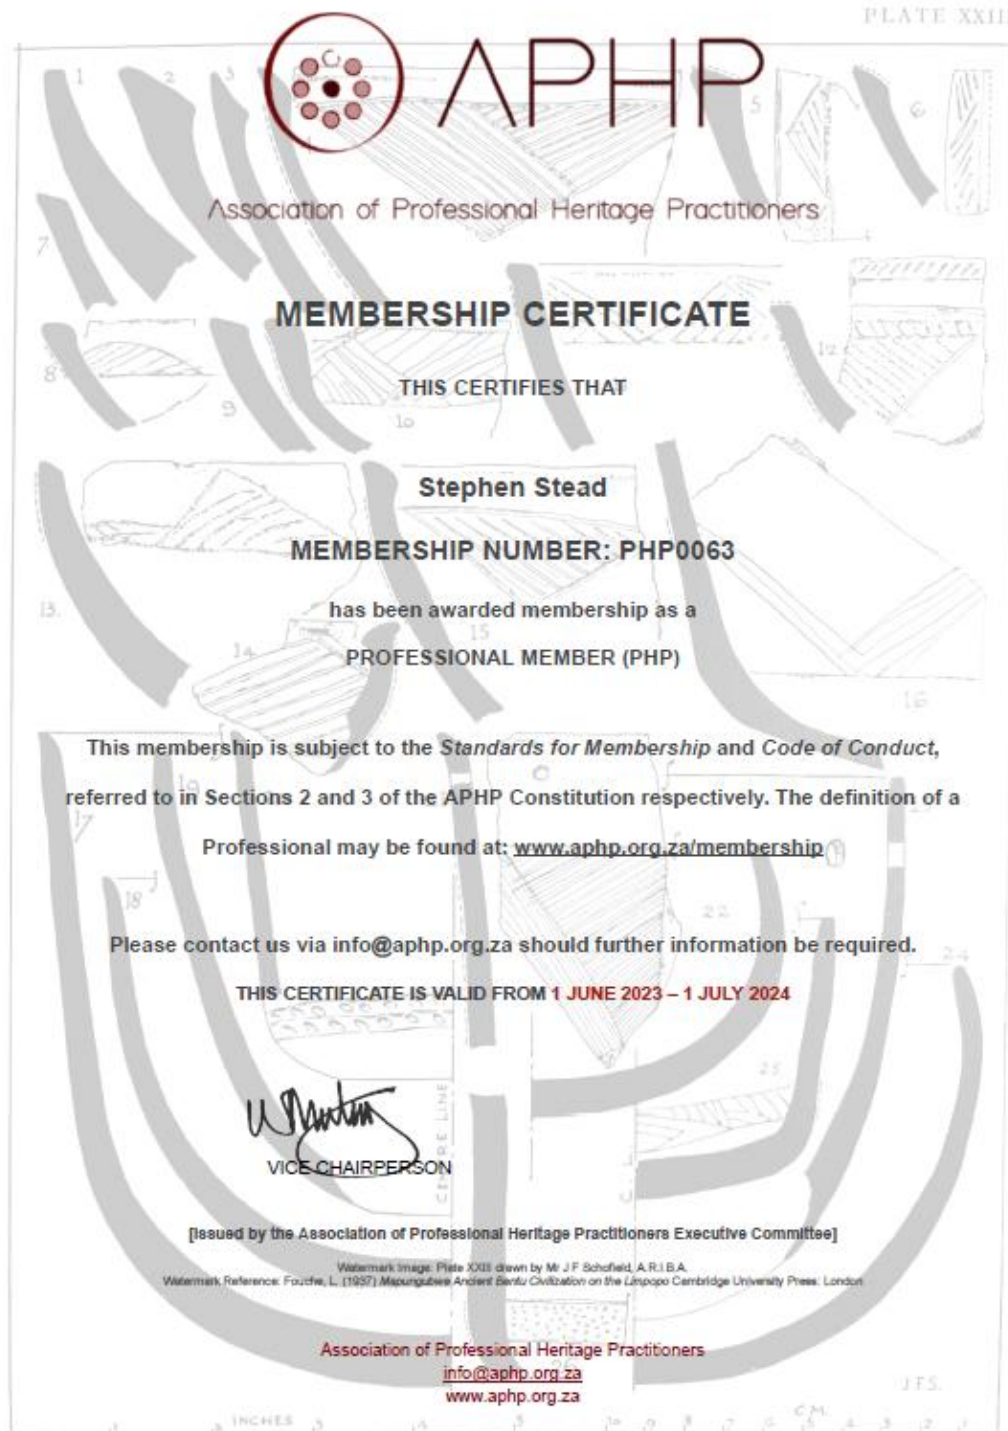 PLATE XXIII
APHP
Association of Professional Heritage Practitioners
MEMBERSHIP CERTIFICATE
THIS CERTIFIES THAT
Stephen Stead
MEMBERSHIP NUMBER: PHP0063
has been awarded membership as a
PROFESSIONAL MEMBER (PHP)
This membership is subject to the Standards for Membership and Code of Conduct,
referred to in Sections 2 and 3 of the APHP Constitution respectively. The definition of a
Professional may be found at: www.aphp.org.za/membership
Please contact us via info@aphp.org.za should further information be required.
THIS CERTIFICATE IS VALID FROM 1 JUNE 2023 – 1 JULY 2024
VICE CHAIRPERSON
CENTRE LINE
C. L.
[Issued by the Association of Professional Heritage Practitioners Executive Committee]
Watermark Image: Plate XXIII drawn by Mr J F Schofield, A.R.I.B.A.
Watermark Reference: Fouche, L. (1937) Mapungubwe Ancient Bantu Civilization on the Limpopo Cambridge University Press: London
Association of Professional Heritage Practitioners
info@aphp.org.za
www.aphp.org.za
J.F.S.
INCHES
CM.